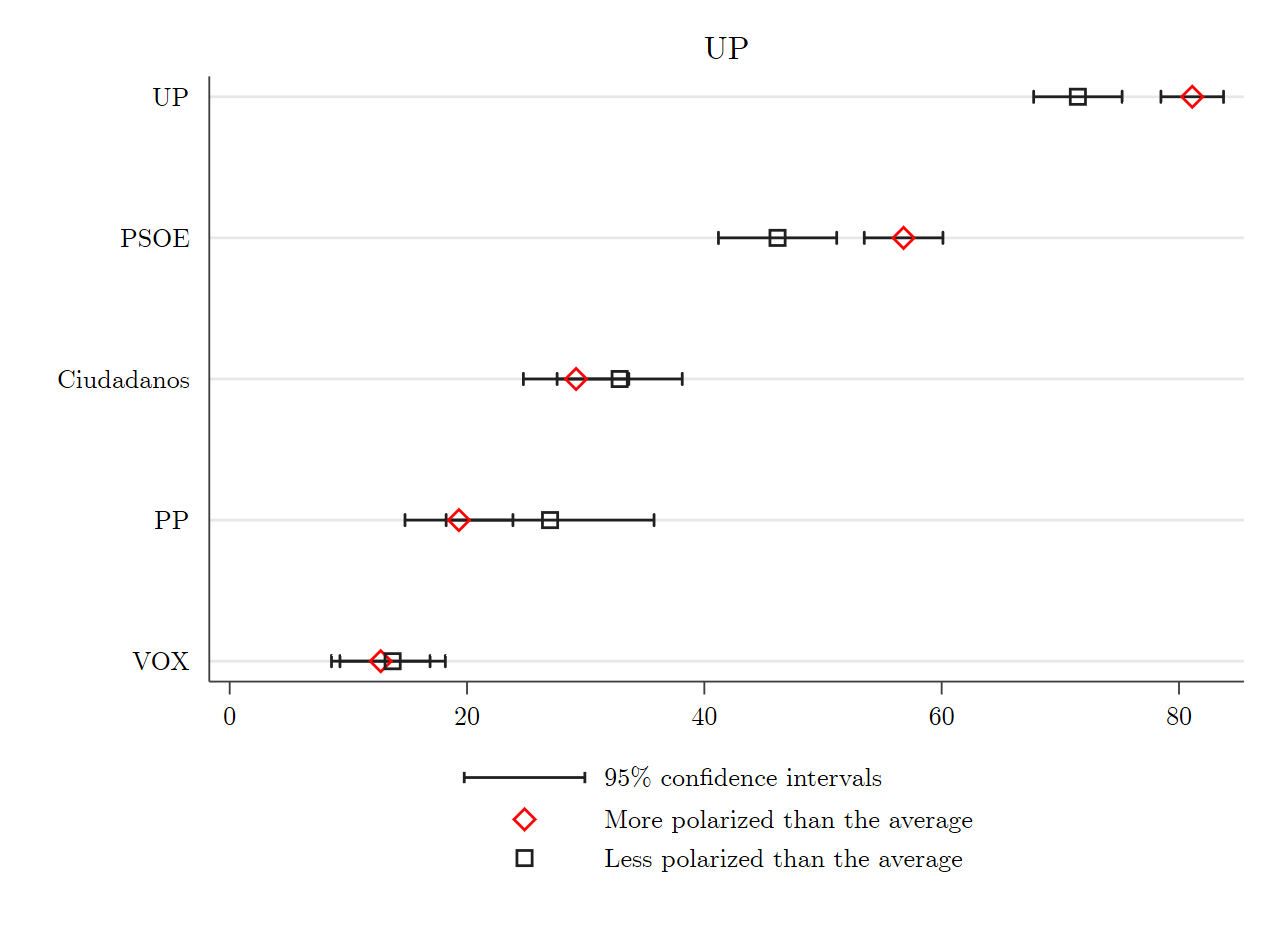 UP
UP
PSOE
Ciudadanos
PP
VOX
0 20 40 60 80
95% confidence intervals
More polarized than the average
Less polarized than the average